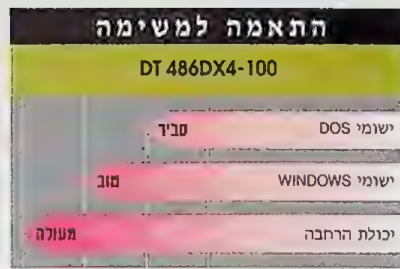 התאמה למשימה
DT 486DX4-100
ישומי DOS סביר
ישומי WINDOWS טוב
יכולת הרחבה מעולה